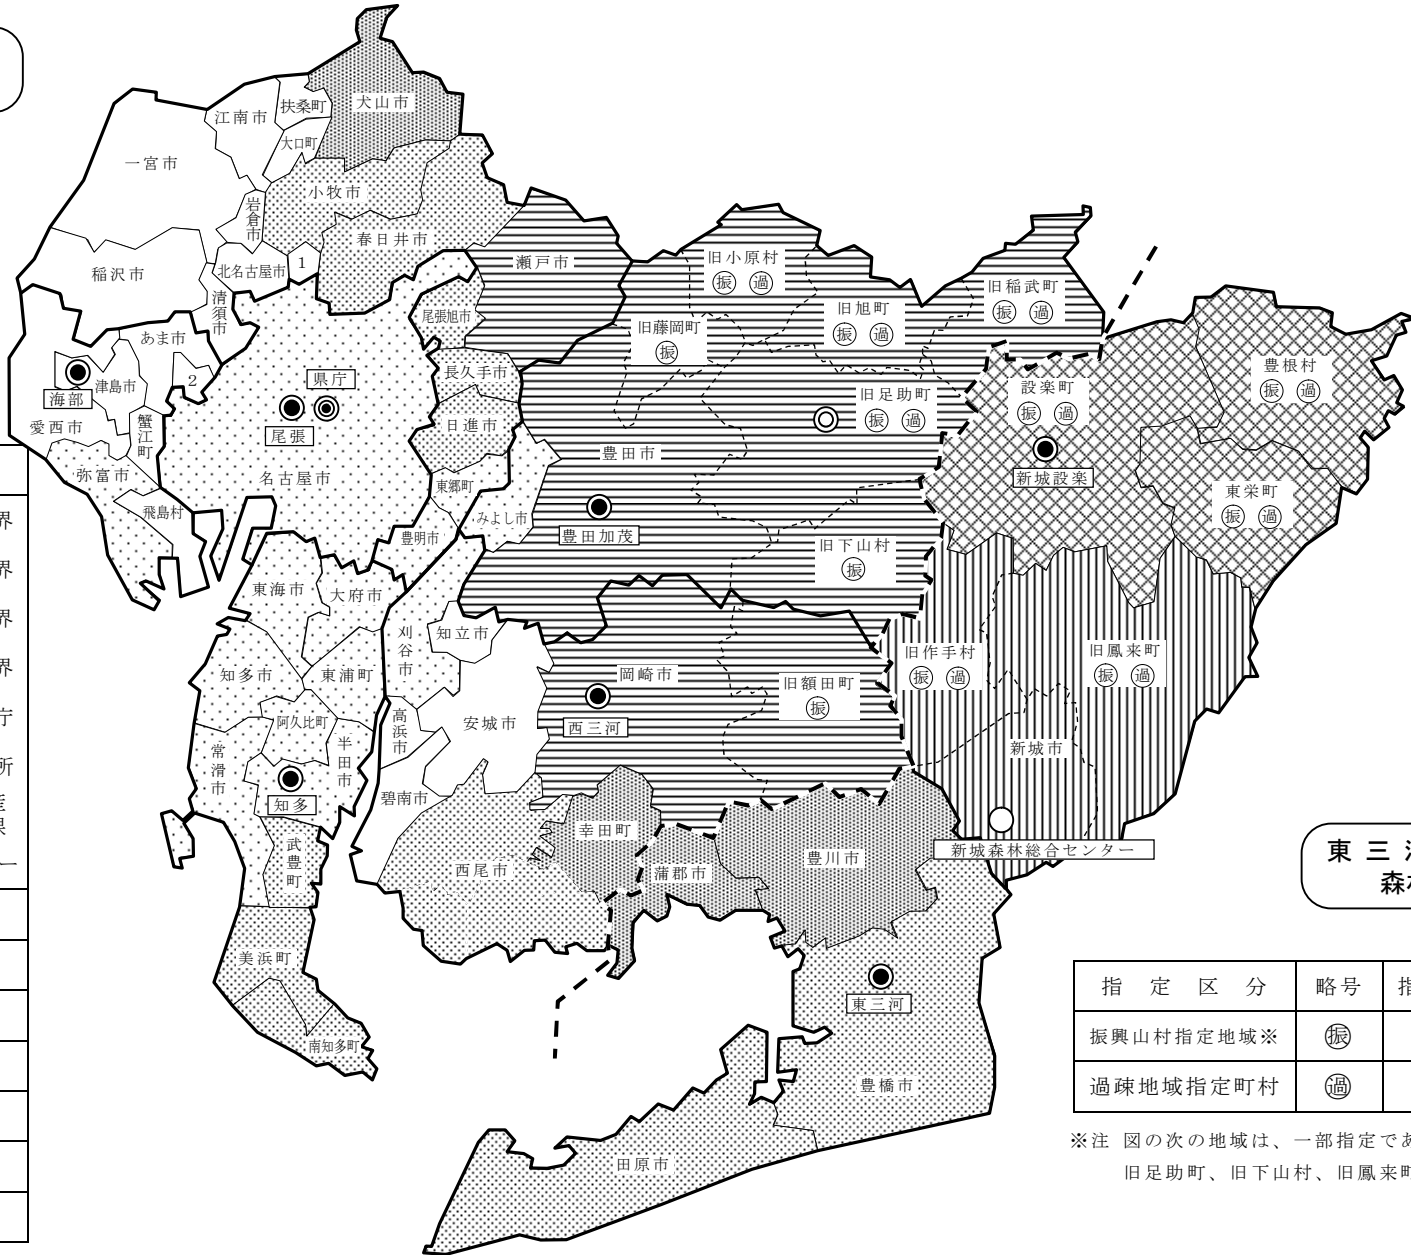 犬山市
扶桑町
江南市
大口町
一宮市
小牧市
岩倉市
春日井市
稲沢市
北名古屋市
1
瀬戸市
旧小原村
振 過
旧稲武町
振 過
清須市
尾張旭市
旧藤岡町
振
旧旭町
振 過
あま市
2
津島市
海部
県庁
尾張
長久手市
旧足助町
振 過
設楽町
振 過
新城設楽
豊根村
振 過
愛西市
蟹江町
日進市
豊田市
弥富市
名古屋市
東郷町
東栄町
振 過
飛島村
みよし市
豊明市
豊田加茂
旧下山村
振
界
界
界
界
庁
所
東海市
大府市
刈谷市
知立市
知多市
東浦町
岡崎市
旧額田町
振
旧作手村
振 過
旧鳳来町
振 過
阿久比町
高浜市
安城市
西三河
新城市
常滑市
半田市
知多
碧南市
武豊町
西尾市
幸田町
蒲郡市
豊川市
新城森林総合センター
美浜町
南知多町
東三河
豊橋市
田原市
東 三
森
指 定 区 分 略号
振興山村指定地域※ 振
過疎地域指定町村 過
※注 図の次の地域は、一部指定であ
旧足助町、旧下山村、旧鳳来町